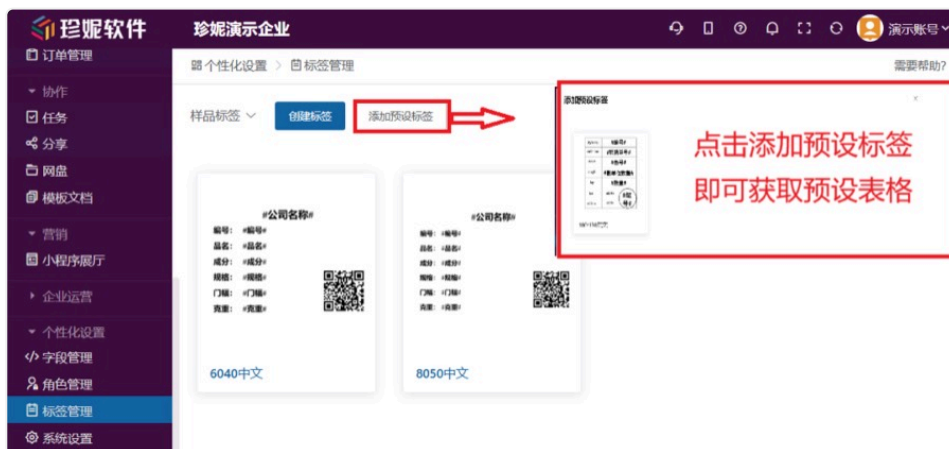 珍妮软件
珍妮演示企业
演示账号
订单管理
协作
任务
分享
网盘
模板文档
营销
小程序展厅
企业运营
个性化设置
字段管理
角色管理
标签管理
系统设置
个性化设置 > 标签管理
需要帮助?
样品标签
创建标签
添加预设标签
#公司名称#
编号: #编号#
品名: #品名#
成分: #成分#
规格: #规格#
门幅: #门幅#
克重: #克重#
6040中文
#公司名称#
编号: #编号#
品名: #品名#
成分: #成分#
规格: #规格#
门幅: #门幅#
克重: #克重#
8050中文
添加预设标签
点击添加预设标签
即可获取预设表格